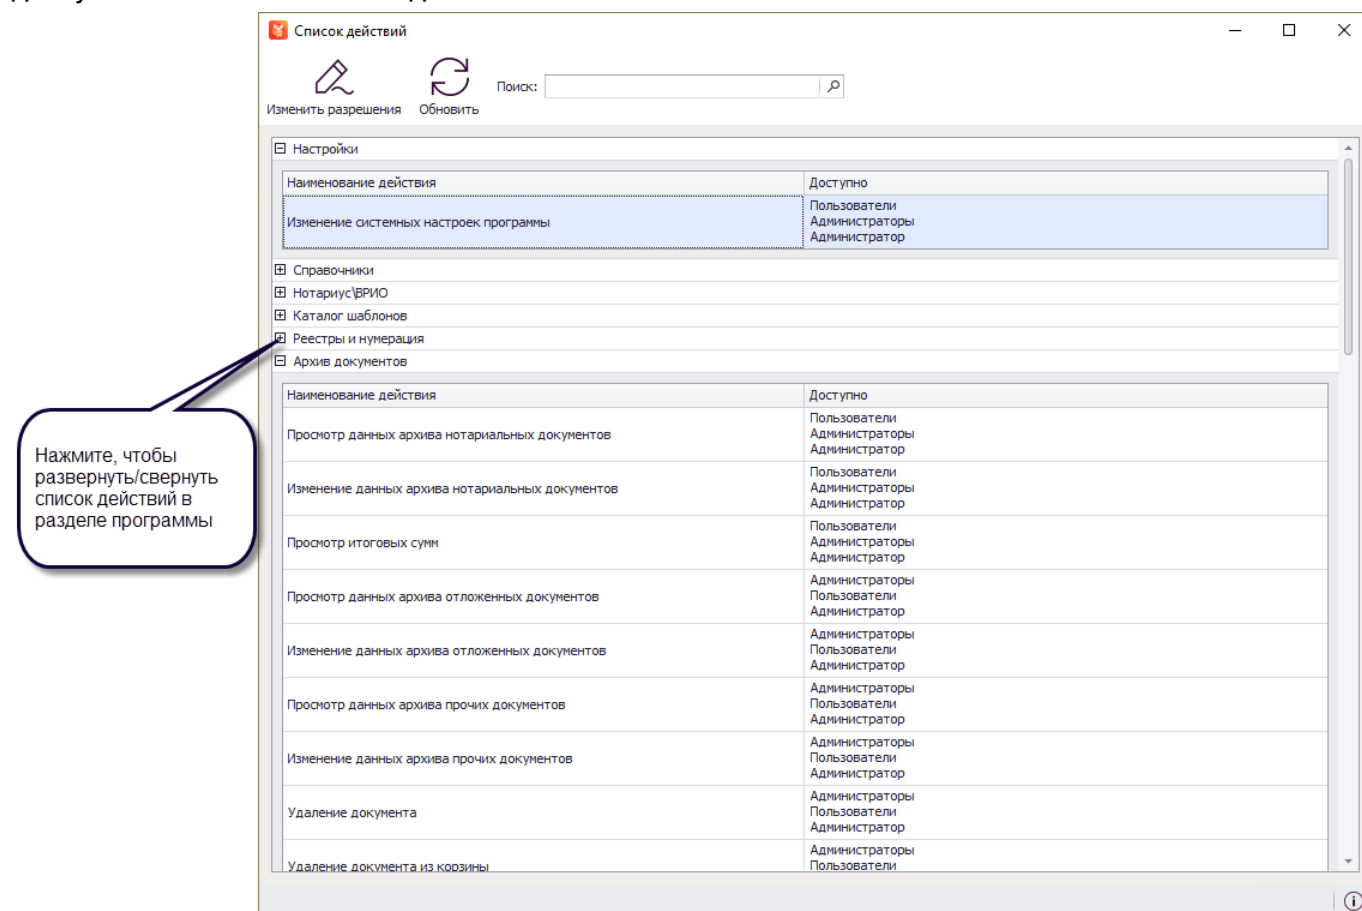 Список действий
Изменить разрешения
Обновить
Поиск:
Настройки
Наименование действия
Доступно
Изменение системных настроек программы
Пользователи
Администраторы
Администратор
Справочники
Нотариус\ВРИО
Каталог шаблонов
Реестры и нумерация
Архив документов
Нажмите, чтобы
развернуть/свернуть
список действий в
разделе программы
Наименование действия
Доступно
Просмотр данных архива нотариальных документов
Пользователи
Администраторы
Администратор
Изменение данных архива нотариальных документов
Пользователи
Администраторы
Администратор
Просмотр итоговых сумм
Пользователи
Администраторы
Администратор
Просмотр данных архива отложенных документов
Администраторы
Пользователи
Администратор
Изменение данных архива отложенных документов
Администраторы
Пользователи
Администратор
Просмотр данных архива прочих документов
Администраторы
Пользователи
Администратор
Изменение данных архива прочих документов
Администраторы
Пользователи
Администратор
Удаление документа
Администраторы
Пользователи
Администратор
Удаление документа из корзины
Администраторы
Пользователи